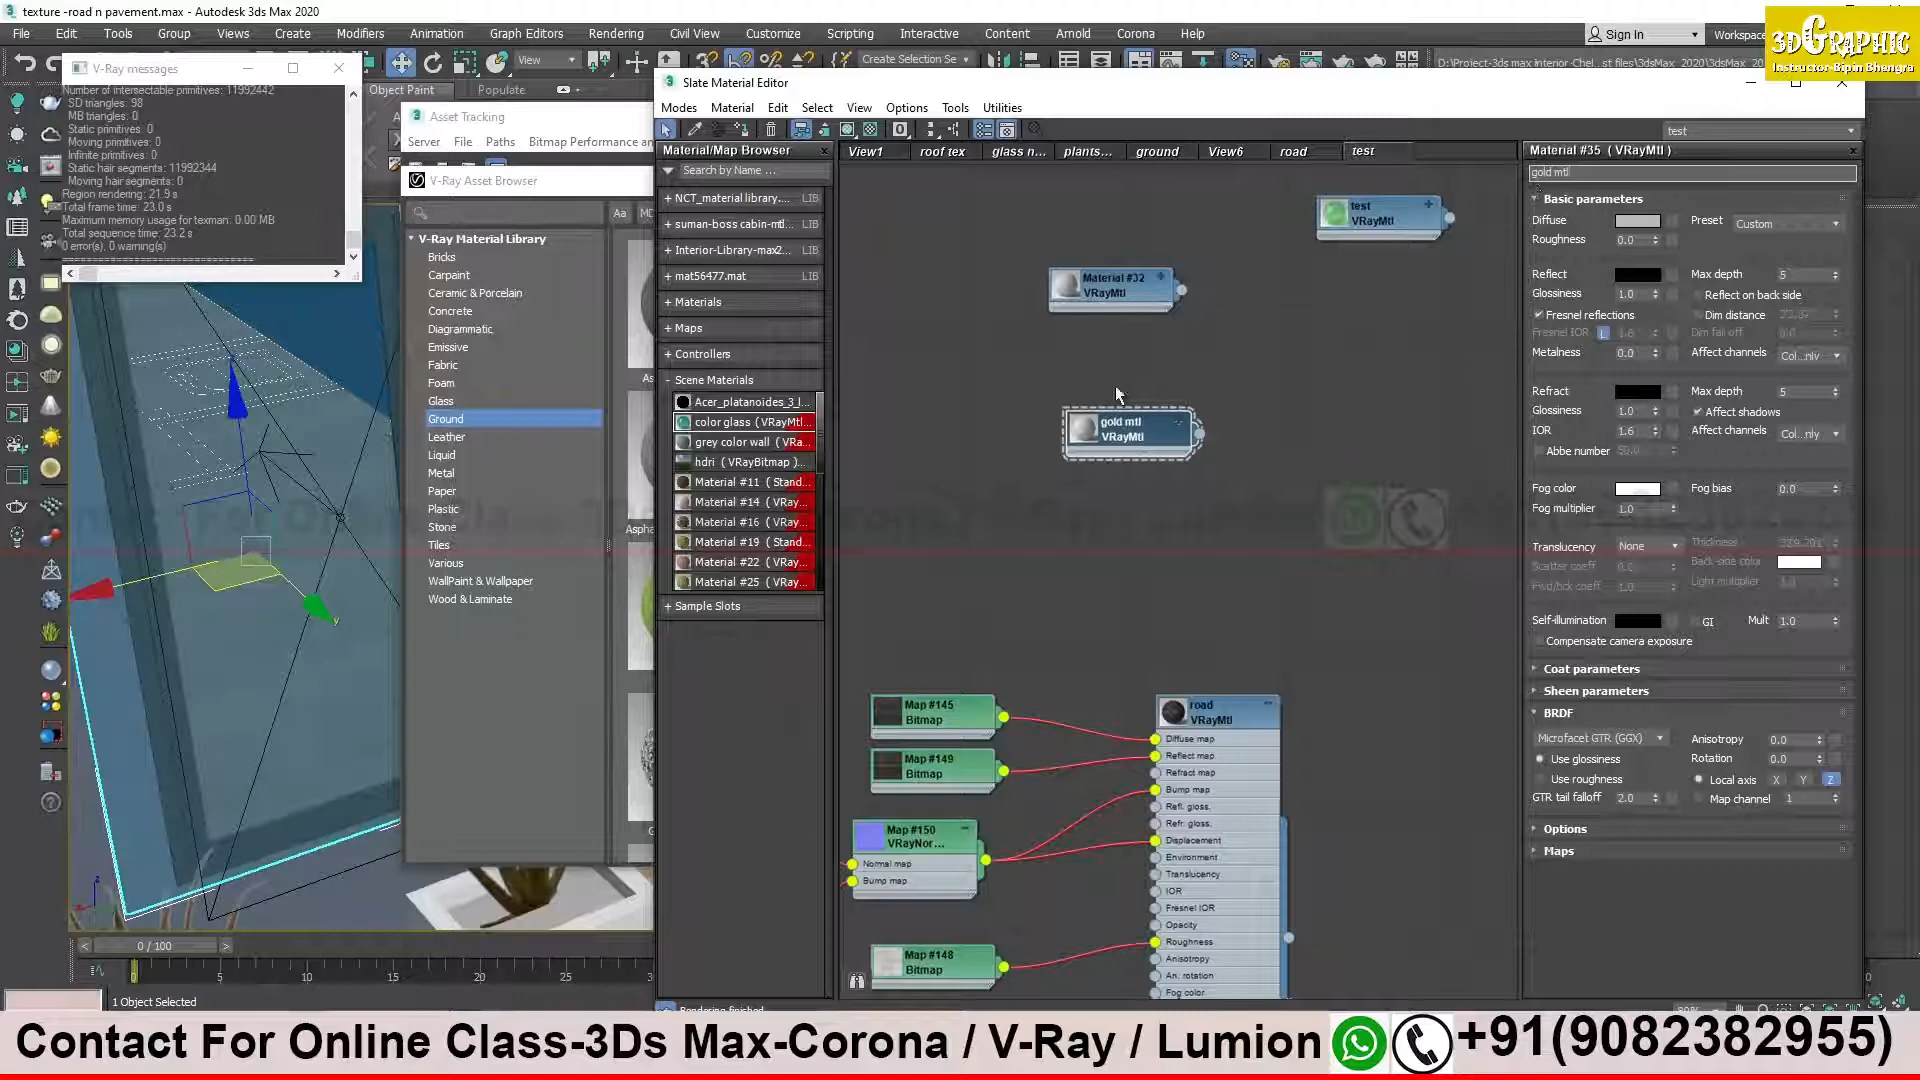 texture -road n pavement.max - Autodesk 3ds Max 2020
File Edit Tools Group Views Create Modifiers Animation Graph Editors Rendering Civil View Customize Scripting Interactive Content Arnold Corona Help
Sign In
Workspace
3DGRAPHIC
Instructor-Bipin Bhengra
View
Create Selection Se
Object Paint Populate
V-Ray messages
Number of intersectable primitives: 11992442
SD triangles: 98
MB triangles: 0
Static primitives: 0
Moving primitives: 0
Infinite primitives: 0
Static hair segments: 11992344
Moving hair segments: 0
Region rendering: 21.9 s
Total frame time: 23.0 s
Maximum memory usage for texman: 0.00 MB
Total sequence time: 23.2 s
0 error(s), 0 warning(s)
Asset Tracking
Server File Paths Bitmap Performance an
V-Ray Asset Browser
Aa
V-Ray Material Library
Bricks
Carpaint
Ceramic & Porcelain
Concrete
Diagrammatic
Emissive
Fabric
Foam
Glass
Ground
Leather
Liquid
Metal
Paper
Plastic
Stone
Tiles
Various
WallPaint & Wallpaper
Wood & Laminate
Slate Material Editor
Modes Material Edit Select View Options Tools Utilities
test
Material/Map Browser
Search by Name ...
+ NCT_material library.... LIB
+ suman-boss cabin-mtl... LIB
+ Interior-Library-max2... LIB
+ mat56477.mat LIB
+ Materials
+ Maps
+ Controllers
- Scene Materials
Acer_platanoides_3_l...
color glass ( VRayMtl...
grey color wall ( VRa...
hdri ( VRayBitmap )...
Material #11 ( Stand...
Material #14 ( VRay...
Material #16 ( VRay...
Material #19 ( Stand...
Material #22 ( VRay...
Material #25 ( VRay...
+ Sample Slots
View1 roof tex glass n... plants... ground View6 road test
test
VRayMtl
Material #32
VRayMtl
gold mtl
VRayMtl
Map #145
Bitmap
Map #149
Bitmap
Map #150
VRayNor...
Normal map
Bump map
Map #148
Bitmap
road
VRayMtl
Diffuse map
Reflect map
Refract map
Bump map
Refl. gloss.
Refr. gloss.
Displacement
Environment
Translucency
IOR
Fresnel IOR
Opacity
Roughness
Anisotropy
An. rotation
Fog color
Material #35 ( VRayMtl )
gold mtl
Basic parameters
Diffuse Preset Custom
Roughness 0.0
Reflect Max depth 5
Glossiness 1.0 Reflect on back side
Fresnel reflections Dim distance
Fresnel IOR L 1.6 Dim fall off 0.0
Metalness 0.0 Affect channels Col...nly
Refract Max depth 5
Glossiness 1.0 Affect shadows
IOR 1.6 Affect channels Col...nly
Abbe number 50.0
Fog color Fog bias 0.0
Fog multiplier 1.0
Translucency None Thickness
Scatter coeff 0.0 Back-side color
Fwd/bck coeff 1.0 Light multiplier 1.0
Self-illumination GI Mult 1.0
Compensate camera exposure
Coat parameters
Sheen parameters
BRDF
Microfacet GTR (GGX) Anisotropy 0.0
Use glossiness Rotation 0.0
Use roughness Local axis X Y Z
GTR tail falloff 2.0 Map channel 1
Options
Maps
0 / 100
0 5 10 15 20 25
1 Object Selected
Rendering finished
Contact For Online Class-3Ds Max-Corona / V-Ray / Lumion +91(9082382955)